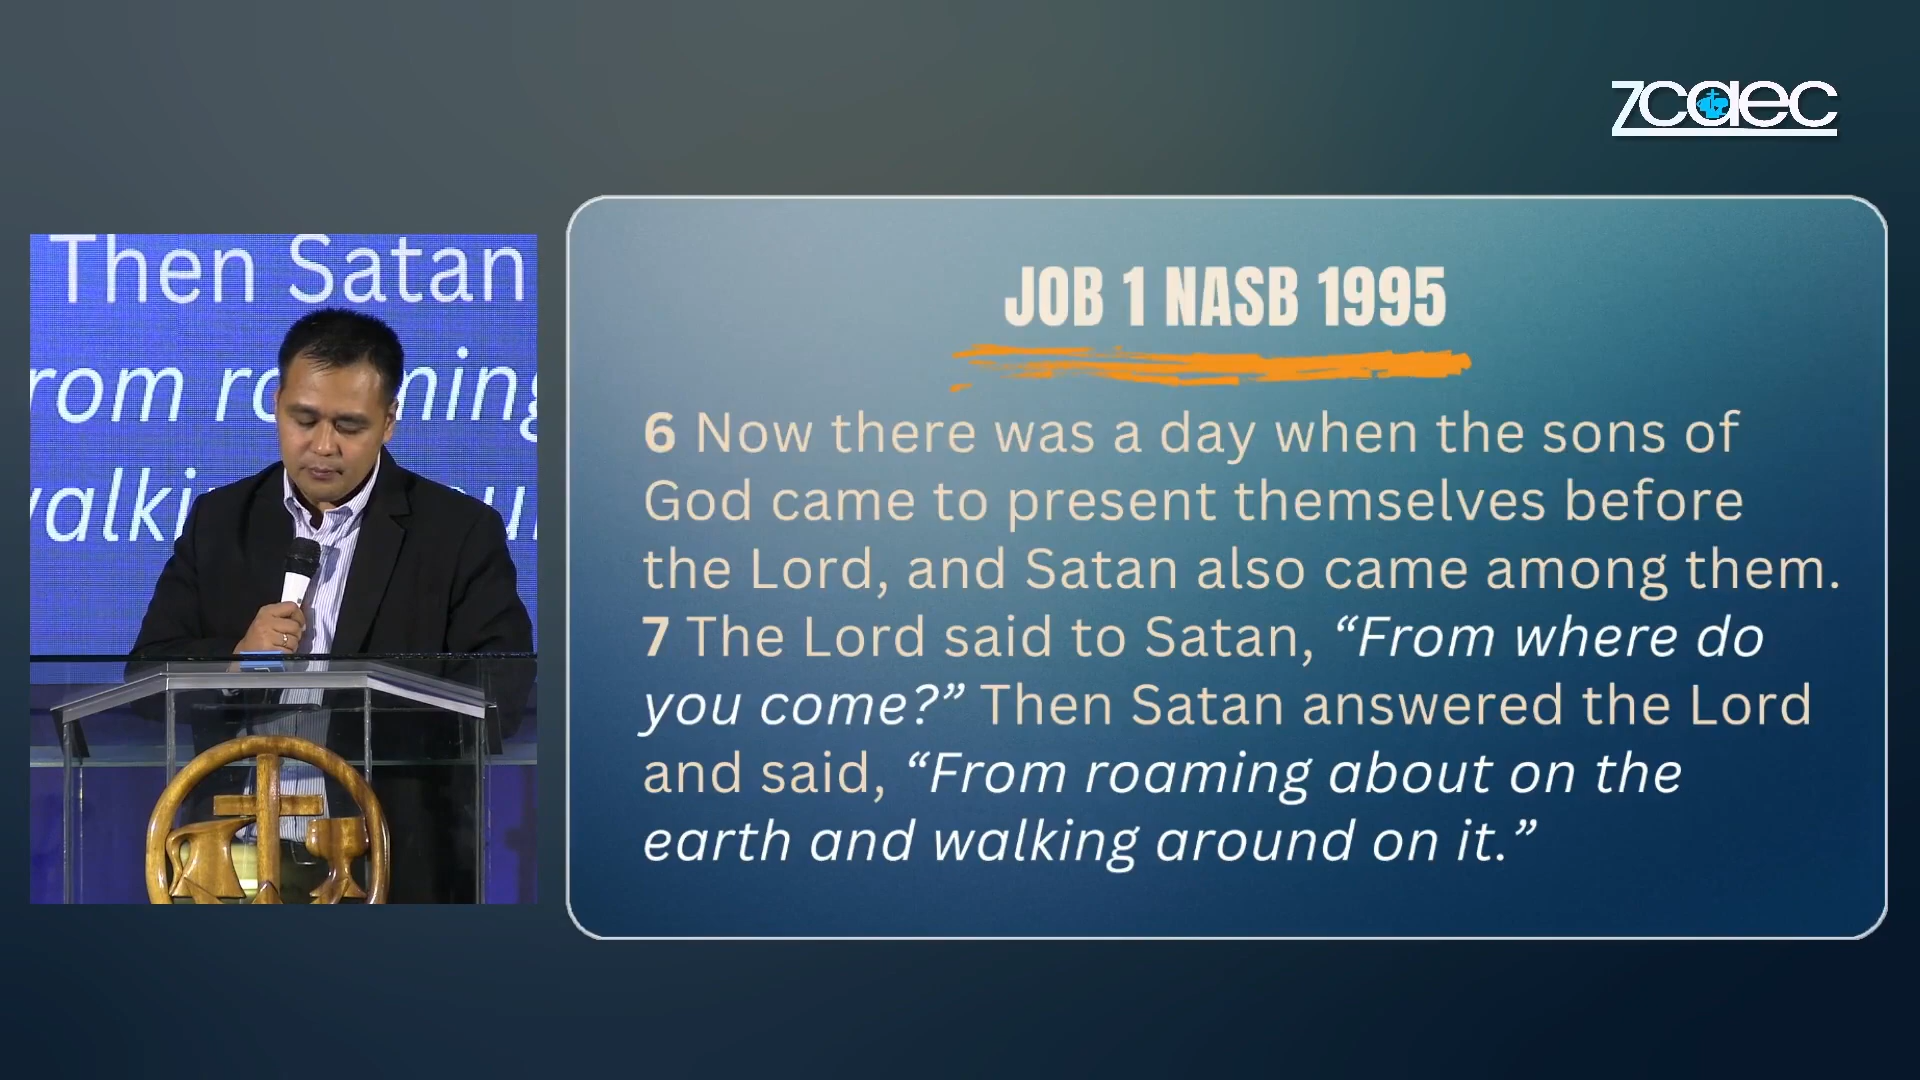 zcaec
Then Satan
rom ro ming
walki ou
JOB 1 NASB 1995
6 Now there was a day when the sons of
God came to present themselves before
the Lord, and Satan also came among them.
7 The Lord said to Satan, “From where do
you come?” Then Satan answered the Lord
and said, “From roaming about on the
earth and walking around on it.”